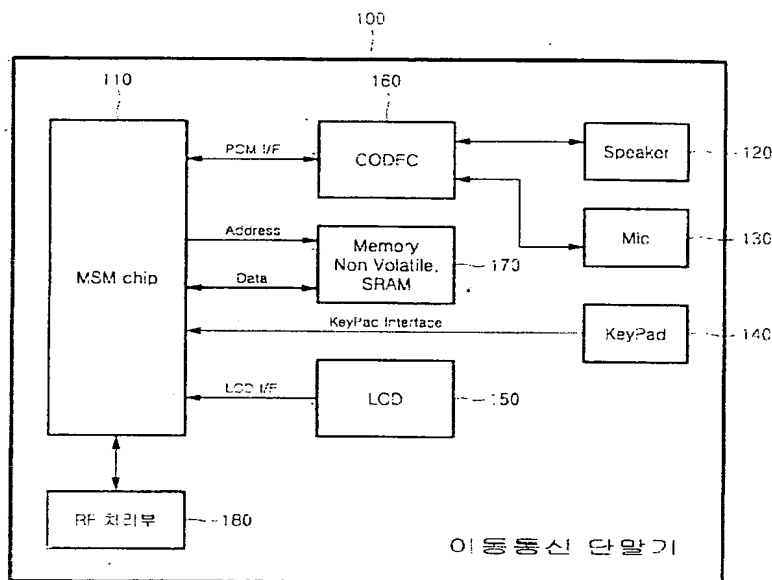 100
110
160
MSM chip
PCM I/F
CODEC
Speaker
120
Mic
130
Address
Data
Memory
Non Volatile,
SRAM
170
KeyPad Interface
KeyPad
140
LCD I/F
LCD
150
RF 처리부
180
이동통신 단말기